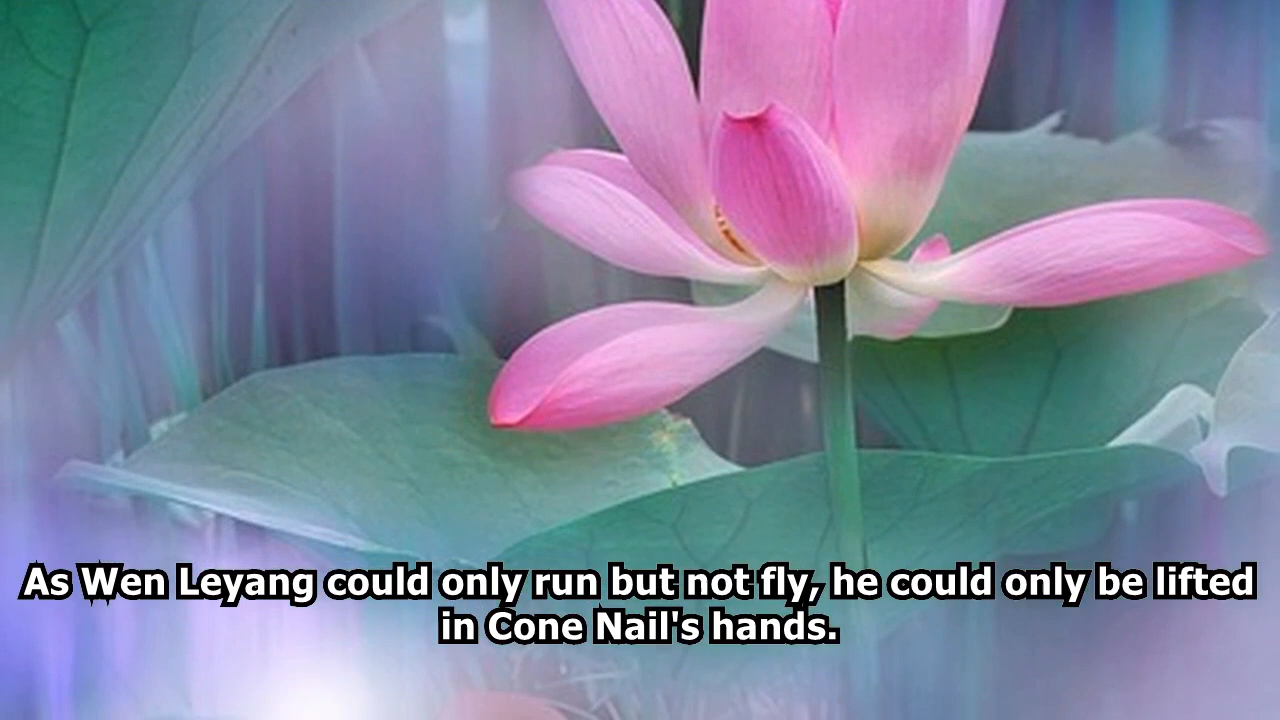 As Wen Leyang could only run but not fly, he could only be lifted
in Cone Nail's hands.